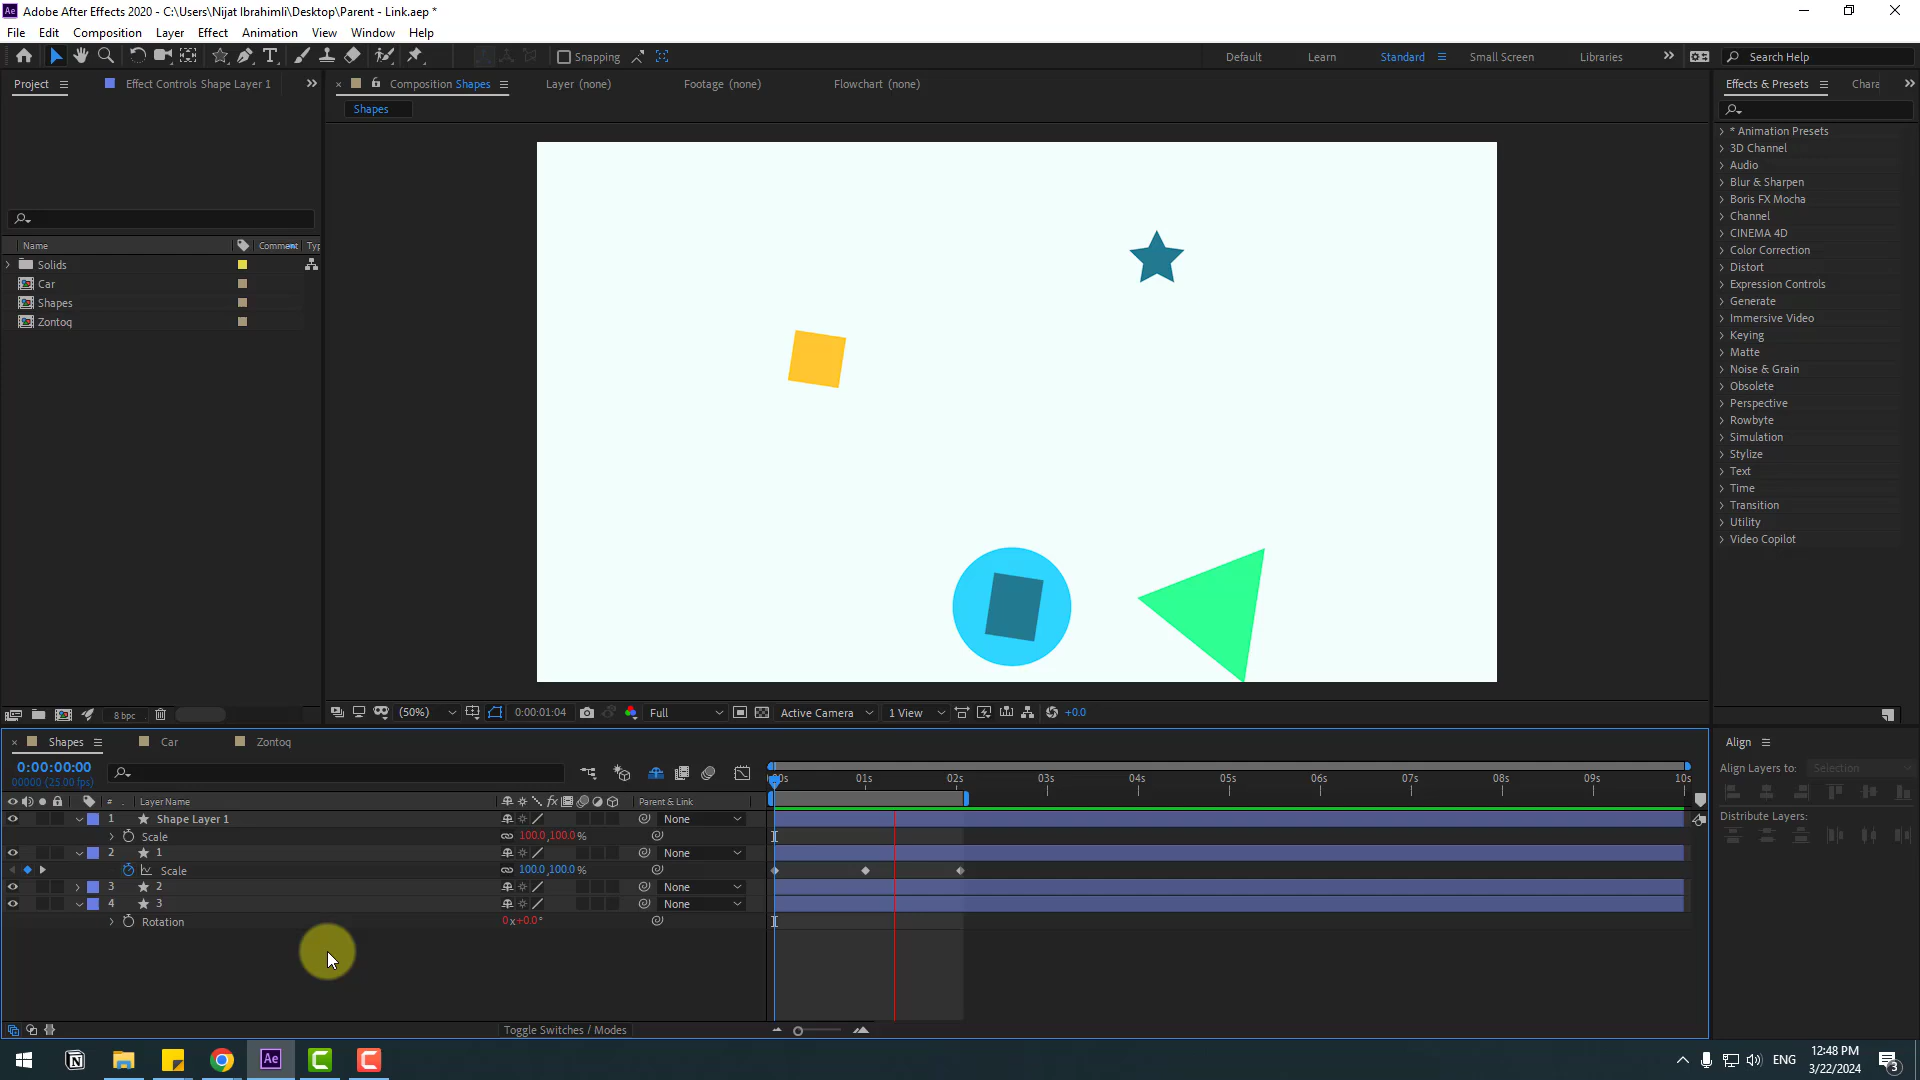 Adobe After Effects 2020 - C:\Users\Nijat Ibrahimli\Desktop\Parent - Link.aep *
File Edit Composition Layer Effect Animation View Window Help
Snapping Default Learn Standard Small Screen Libraries Search Help
Project Effect Controls Shape Layer 1 Composition Shapes Layer (none) Footage (none) Flowchart (none) Effects & Presets Chara
Shapes
* Animation Presets
3D Channel
Audio
Blur & Sharpen
Boris FX Mocha
Channel
CINEMA 4D
Color Correction
Distort
Expression Controls
Generate
Immersive Video
Keying
Matte
Noise & Grain
Obsolete
Perspective
Rowbyte
Simulation
Stylize
Text
Time
Transition
Utility
Video Copilot
Name Comment Typ
Solids
Car
Shapes
Zontoq
8 bpc
(50%) 0:00:01:04 Full Active Camera 1 View +0.0
Shapes Car Zontoq
0:00:00:00
00000 (25.00 fps)
:00s 01s 02s 03s 04s 05s 06s 07s 08s 09s 10s
# . Layer Name Parent & Link
1 Shape Layer 1 None
Scale 100.0,100.0 %
2 1 None
Scale 100.0,100.0 %
3 2 None
4 3 None
Rotation 0x+0.0°
Toggle Switches / Modes
Align
Align Layers to: Selection
Distribute Layers:
Ae
ENG
12:48 PM
3/22/2024
3